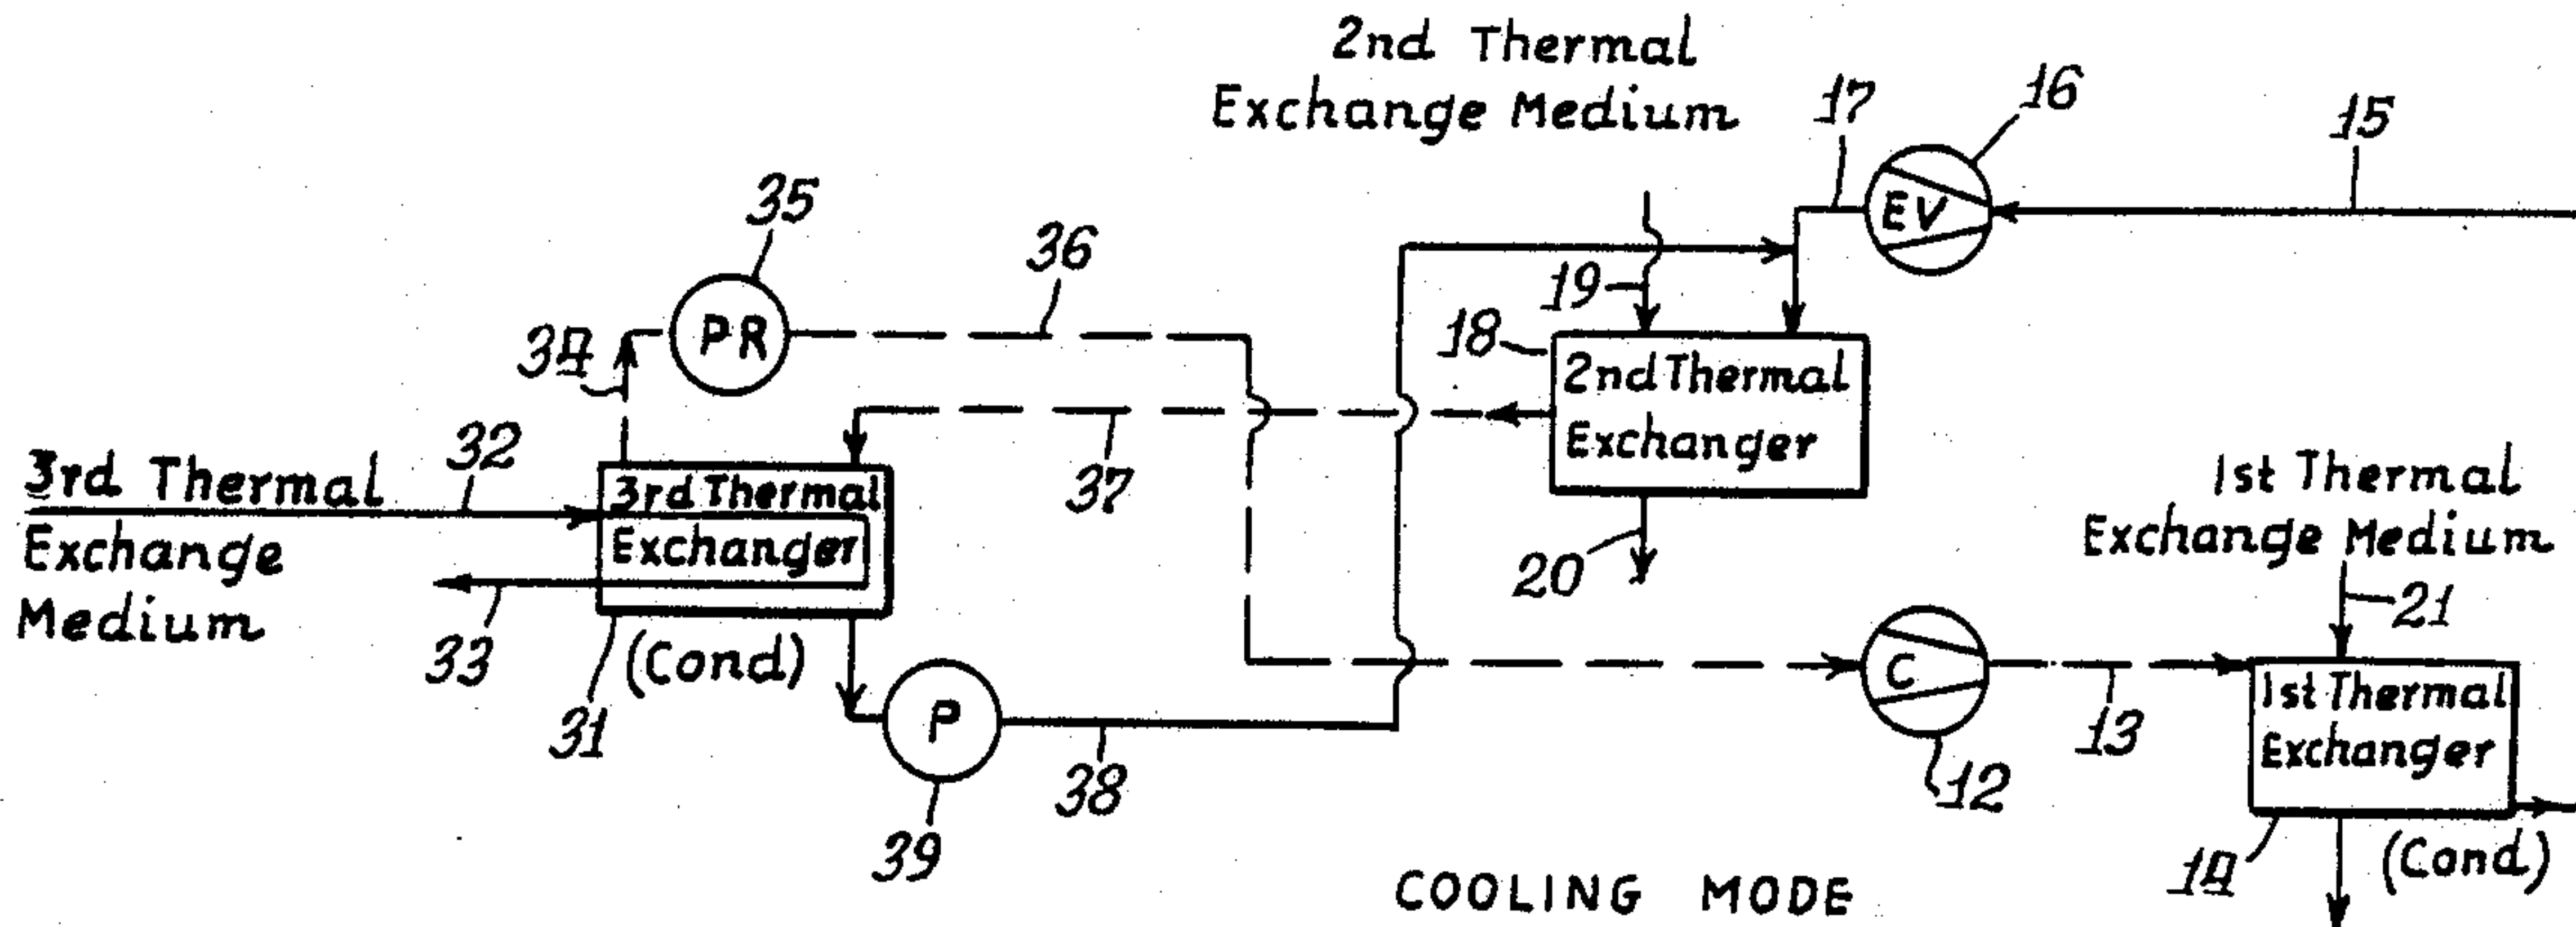 2nd Thermal
Exchange Medium
17
16
15
35
36
EV
19
34
PR
18
2nd Thermal
Exchanger
37
3rd Thermal
32
Exchange
Medium
3rd Thermal
Exchanger
33
31
(Cond)
20
1st Thermal
Exchange Medium
21
P
39
38
C
12
13
1st Thermal
Exchanger
14
(Cond)
COOLING MODE